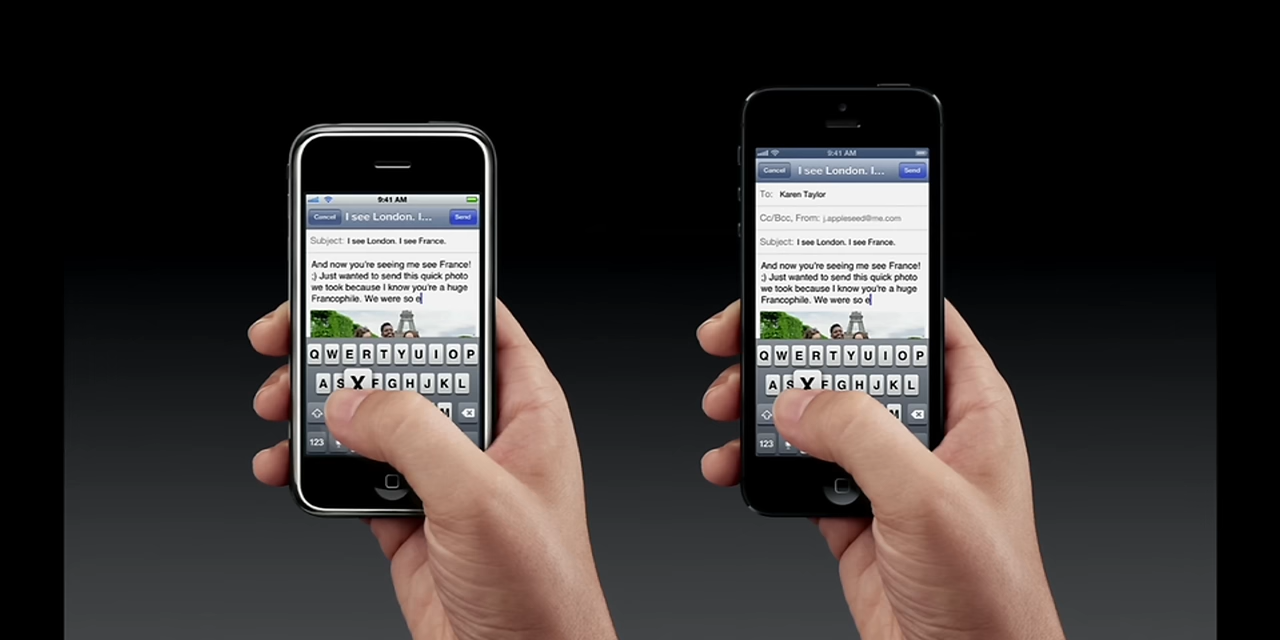 9:41 AM
Cancel I see London. I... Send
Subject: I see London. I see France.
And now you're seeing me see France!
;) Just wanted to send this quick photo
we took because I know you're a huge
Francophile. We were so e
Q W E R T Y U I O P
A S X F G H J K L
M
123
9:41 AM
Cancel I see London. I... Send
To: Karen Taylor
Cc/Bcc, From: j.appleseed@me.com
Subject: I see London. I see France.
And now you're seeing me see France!
;) Just wanted to send this quick photo
we took because I know you're a huge
Francophile. We were so e
Q W E R T Y U I O P
A S X F G H J K L
M
123